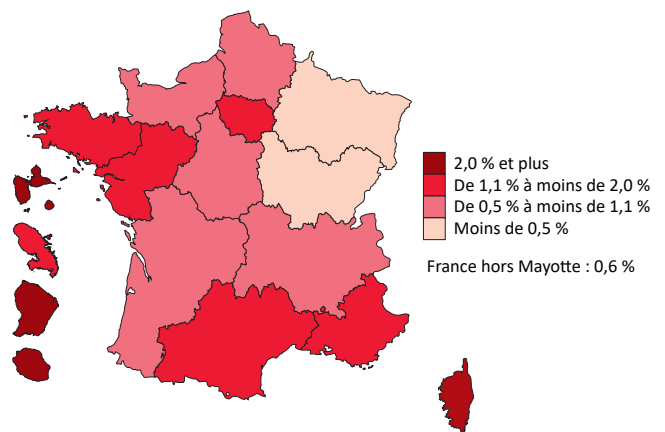 2,0 % et plus
De 1,1 % à moins de 2,0 %
De 0,5 % à moins de 1,1 %
Moins de 0,5 %
France hors Mayotte : 0,6 %